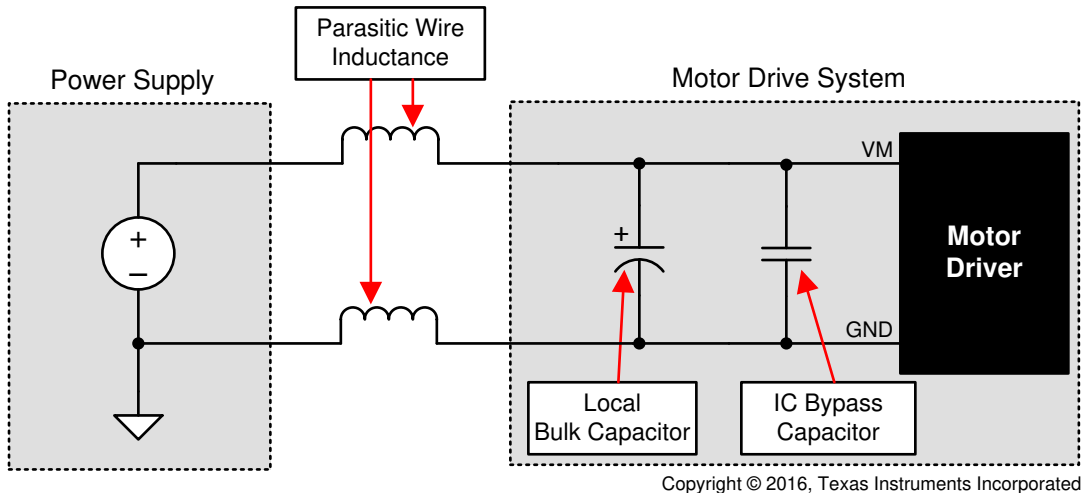 Parasitic Wire
Inductance
Power Supply
Motor Drive System
VM
+
–
+
Motor
Driver
GND
Local
Bulk Capacitor
IC Bypass
Capacitor
Copyright © 2016, Texas Instruments Incorporated